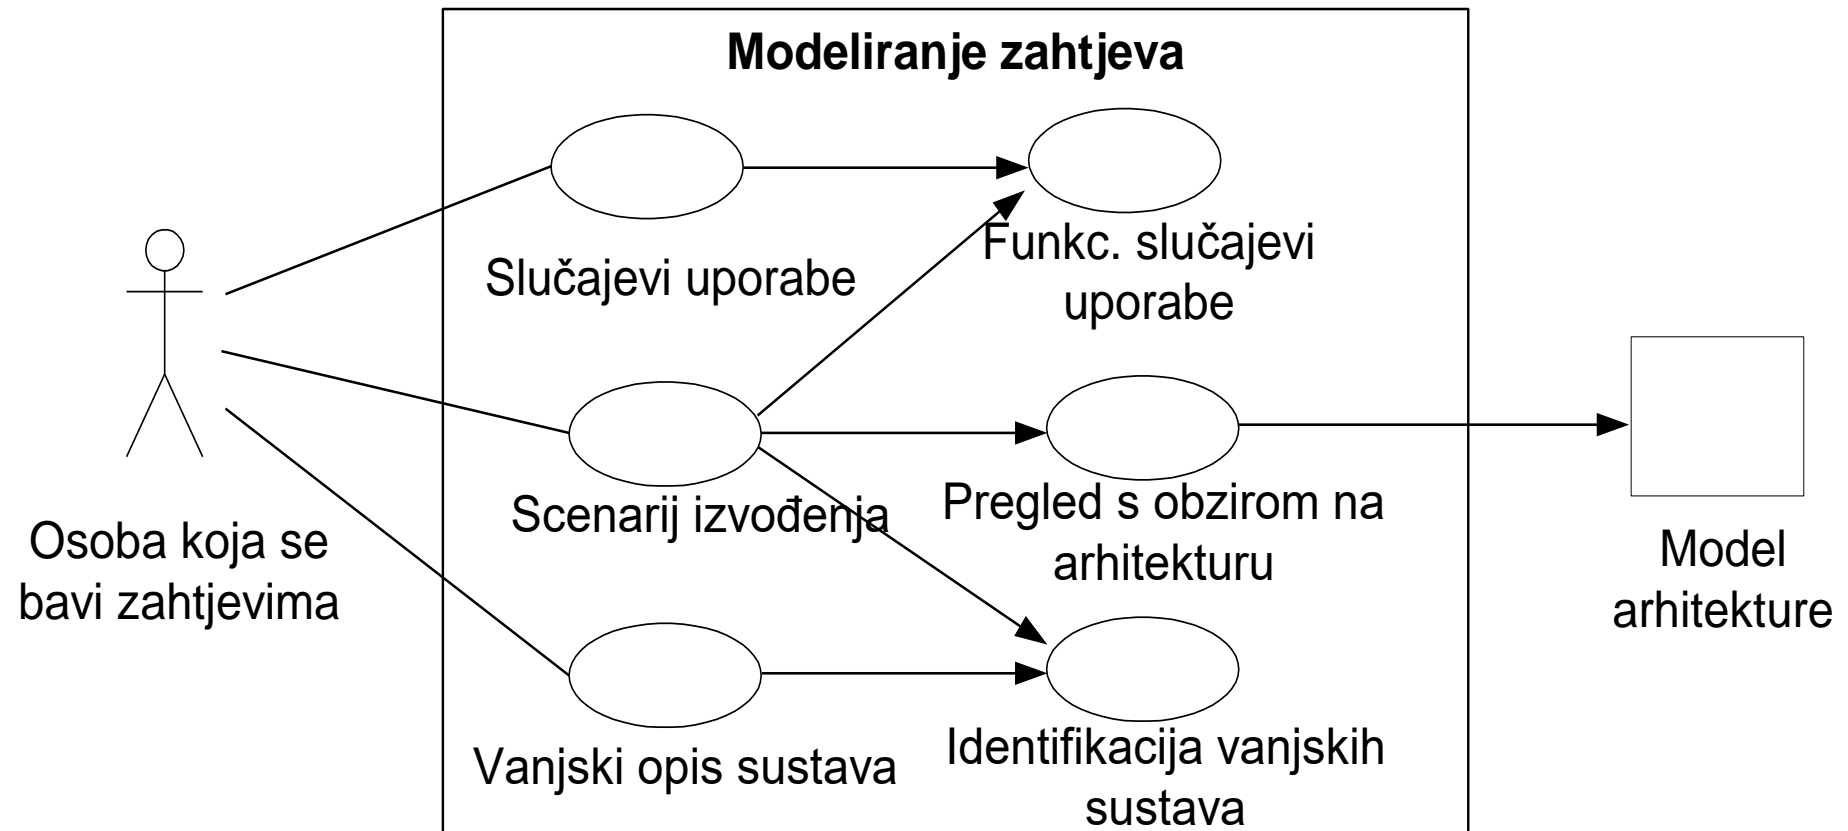 Modeliranje zahtjeva
Slučajevi uporabe
Funkc. slučajevi
uporabe
Osoba koja se
bavi zahtjevima
Scenarij izvođenja
Pregled s obzirom na
arhitekturu
Model
arhitekture
Vanjski opis sustava
Identifikacija vanjskih
sustava